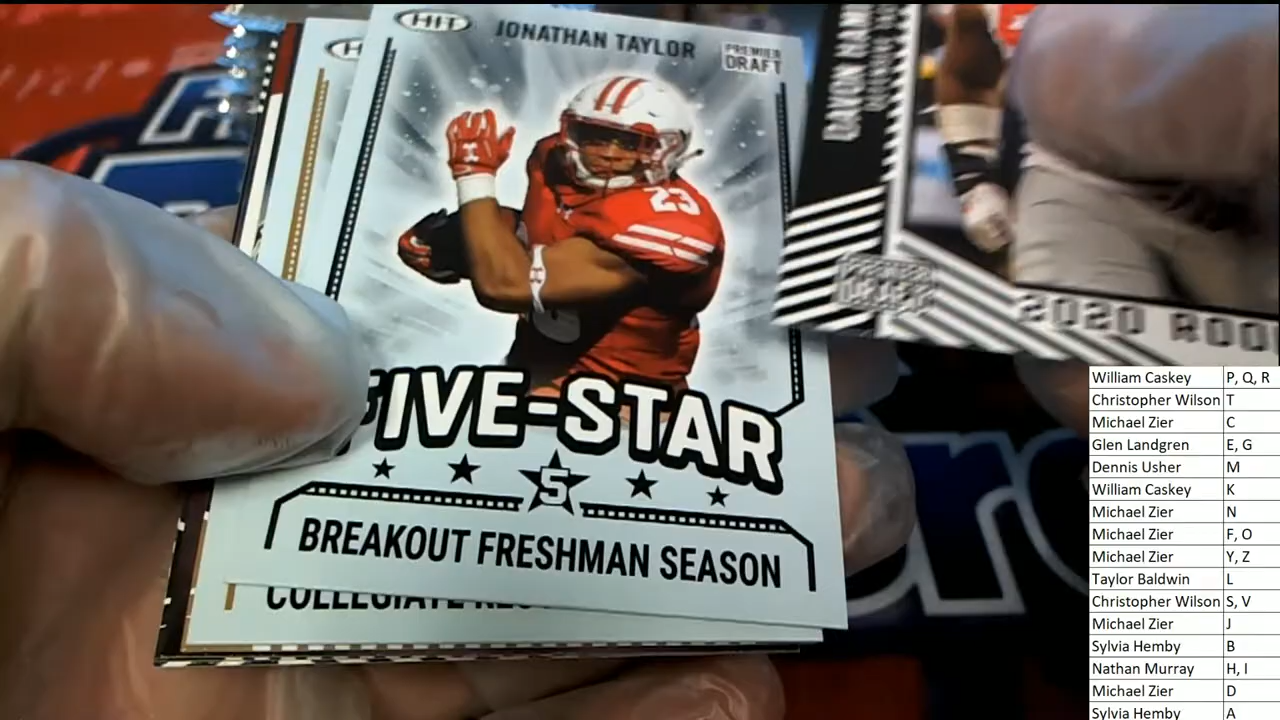 HIT
JONATHAN TAYLOR
PREMIER
DRAFT
23
FIVE-STAR
5
BREAKOUT FRESHMAN SEASON
COLLEGIATE
PREMIER
DRAFT
2020 ROO
William Caskey P, Q, R
Christopher Wilson T
Michael Zier C
Glen Landgren E, G
Dennis Usher M
William Caskey K
Michael Zier N
Michael Zier F, O
Michael Zier Y, Z
Taylor Baldwin L
Christopher Wilson S, V
Michael Zier J
Sylvia Hemby B
Nathan Murray H, I
Michael Zier D
Sylvia Hemby A